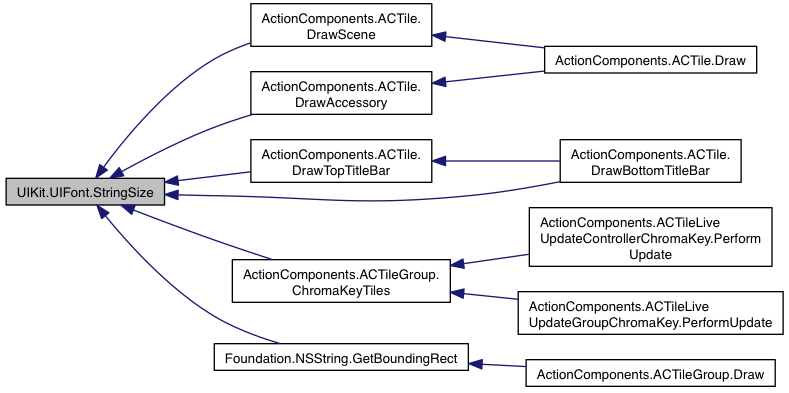 ActionComponents.ACTile.
DrawScene
ActionComponents.ACTile.Draw
ActionComponents.ACTile.
DrawAccessory
ActionComponents.ACTile.
DrawTopTitleBar
ActionComponents.ACTile.
DrawBottomTitleBar
UIKit.UIFont.StringSize
ActionComponents.ACTileLive
UpdateControllerChromaKey.Perform
Update
ActionComponents.ACTileGroup.
ChromaKeyTiles
ActionComponents.ACTileLive
UpdateGroupChromaKey.PerformUpdate
Foundation.NSString.GetBoundingRect
ActionComponents.ACTileGroup.Draw